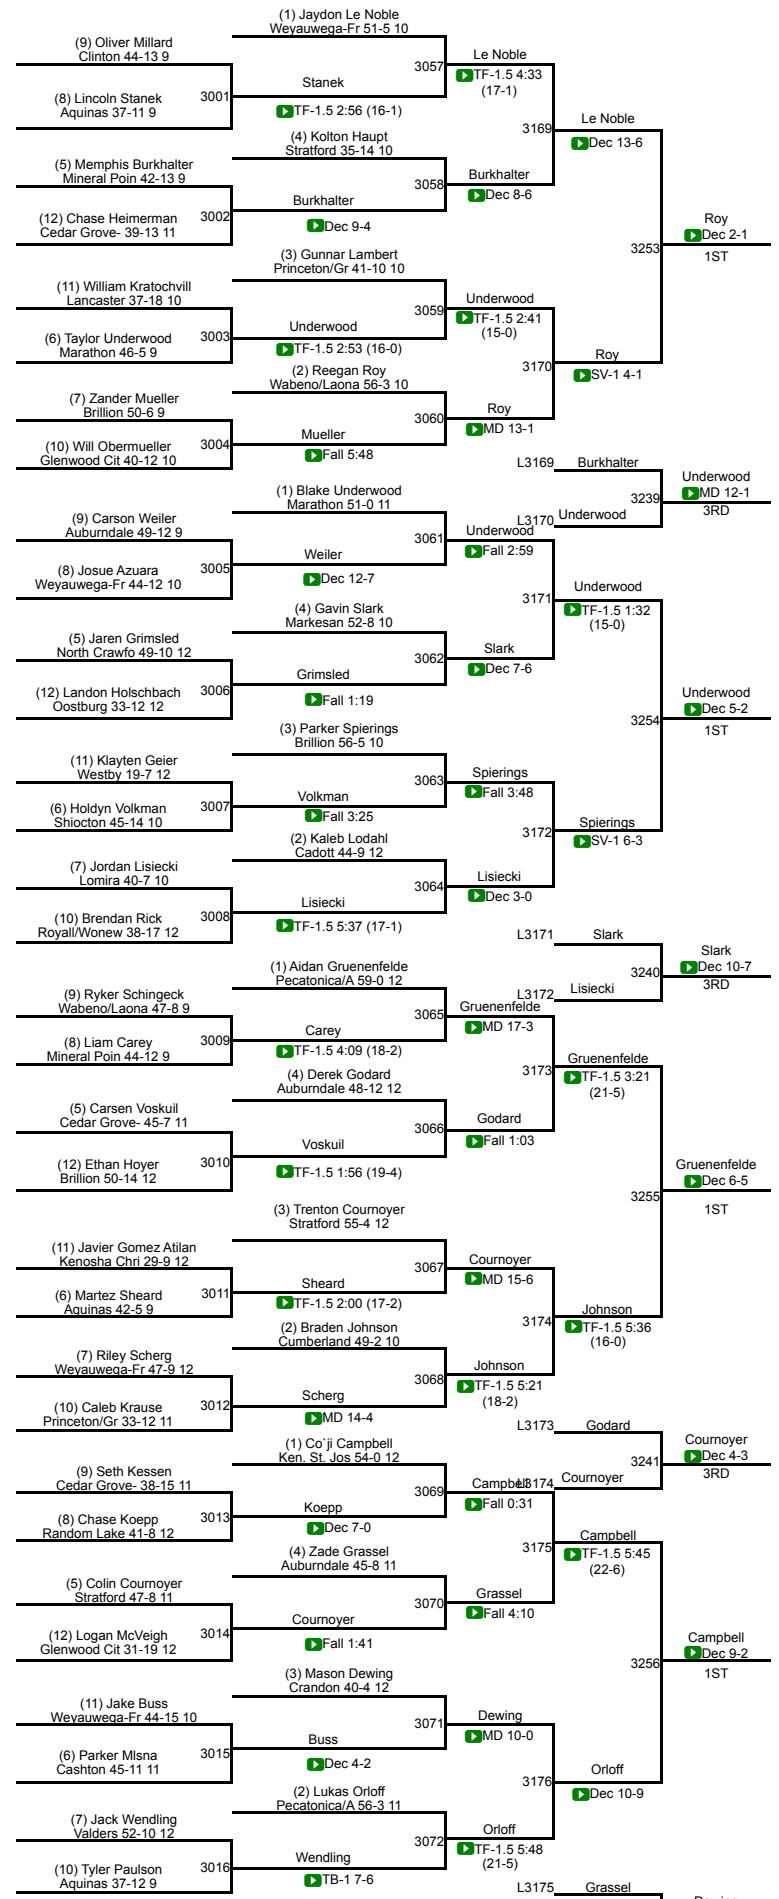 (1) Jaydon Le Noble
Weyauwega-Fr 51-5 10
(9) Oliver Millard
Clinton 44-13 9
Le Noble
3057
TF-1.5 4:33
(17-1)
Stanek
3001
(8) Lincoln Stanek
Aquinas 37-11 9
TF-1.5 2:56 (16-1)
Le Noble
3169
Dec 13-6
(4) Kolton Haupt
Stratford 35-14 10
(5) Memphis Burkhalter
Mineral Poin 42-13 9
Burkhalter
3058
Dec 8-6
Burkhalter
(12) Chase Heimerman
Cedar Grove- 39-13 11
3002
Dec 9-4
Roy
Dec 2-1
3253
1ST
(3) Gunnar Lambert
Princeton/Gr 41-10 10
(11) William Kratochvill
Lancaster 37-18 10
Underwood
3059
TF-1.5 2:41
(15-0)
Underwood
3003
(6) Taylor Underwood
Marathon 46-5 9
TF-1.5 2:53 (16-0)
Roy
3170
SV-1 4-1
(2) Reegan Roy
Wabeno/Laona 56-3 10
(7) Zander Mueller
Brillion 50-6 9
Roy
3060
MD 13-1
Mueller
(10) Will Obermueller
Glenwood Cit 40-12 10
3004
Fall 5:48
L3169 Burkhalter
Underwood
MD 12-1
3239
3RD
L3170 Underwood
(1) Blake Underwood
Marathon 51-0 11
(9) Carson Weiler
Auburndale 49-12 9
Underwood
3061
Fall 2:59
Weiler
3005
(8) Josue Azuara
Weyauwega-Fr 44-12 10
Dec 12-7
Underwood
3171
TF-1.5 1:32
(15-0)
(4) Gavin Slark
Markesan 52-8 10
(5) Jaren Grimsled
North Crawfo 49-10 12
Slark
3062
Dec 7-6
Grimsled
(12) Landon Holschbach
Oostburg 33-12 12
3006
Fall 1:19
Underwood
Dec 5-2
3254
1ST
(3) Parker Spierings
Brillion 56-5 10
(11) Klayten Geier
Westby 19-7 12
Spierings
3063
Fall 3:48
Volkman
3007
(6) Holdyn Volkman
Shiocton 45-14 10
Fall 3:25
Spierings
3172
SV-1 6-3
(2) Kaleb Lodahl
Cadott 44-9 12
(7) Jordan Lisiecki
Lomira 40-7 10
Lisiecki
3064
Dec 3-0
Lisiecki
(10) Brendan Rick
Royall/Wonew 38-17 12
3008
TF-1.5 5:37 (17-1)
L3171 Slark
Slark
Dec 10-7
3240
3RD
L3172 Lisiecki
(1) Aidan Gruenenfelde
Pecatonica/A 59-0 12
(9) Ryker Schingeck
Wabeno/Laona 47-8 9
Gruenenfelde
3065
MD 17-3
Carey
3009
(8) Liam Carey
Mineral Poin 44-12 9
TF-1.5 4:09 (18-2)
Gruenenfelde
3173
TF-1.5 3:21
(21-5)
(4) Derek Godard
Auburndale 48-12 12
(5) Carsen Voskuil
Cedar Grove- 45-7 11
Godard
3066
Fall 1:03
Voskuil
(12) Ethan Hoyer
Brillion 50-14 12
3010
TF-1.5 1:56 (19-4)
Gruenenfelde
Dec 6-5
3255
1ST
(3) Trenton Cournoyer
Stratford 55-4 12
(11) Javier Gomez Atilan
Kenosha Chri 29-9 12
Cournoyer
3067
MD 15-6
Sheard
3011
(6) Martez Sheard
Aquinas 42-5 9
TF-1.5 2:00 (17-2)
Johnson
3174
TF-1.5 5:36
(16-0)
(2) Braden Johnson
Cumberland 49-2 10
(7) Riley Scherg
Weyauwega-Fr 47-9 12
Johnson
3068
TF-1.5 5:21
(18-2)
Scherg
(10) Caleb Krause
Princeton/Gr 33-12 11
3012
MD 14-4
L3173 Godard
Cournoyer
Dec 4-3
3241
3RD
L3174 Cournoyer
(1) Co`ji Campbell
Ken. St. Jos 54-0 12
(9) Seth Kessen
Cedar Grove- 38-15 11
Campbell
3069
Fall 0:31
Koepp
3013
(8) Chase Koepp
Random Lake 41-8 12
Dec 7-0
Campbell
3175
TF-1.5 5:45
(22-6)
(4) Zade Grassel
Auburndale 45-8 11
(5) Colin Cournoyer
Stratford 47-8 11
Grassel
3070
Fall 4:10
Cournoyer
(12) Logan McVeigh
Glenwood Cit 31-19 12
3014
Fall 1:41
Campbell
Dec 9-2
3256
1ST
(3) Mason Dewing
Crandon 40-4 12
(11) Jake Buss
Weyauwega-Fr 44-15 10
Dewing
3071
MD 10-0
Buss
3015
(6) Parker Mlsna
Cashton 45-11 11
Dec 4-2
Orloff
3176
Dec 10-9
(2) Lukas Orloff
Pecatonica/A 56-3 11
(7) Jack Wendling
Valders 52-10 12
Orloff
3072
TF-1.5 5:48
(21-5)
Wendling
(10) Tyler Paulson
Aquinas 37-12 9
3016
TB-1 7-6
L3175 Grassel